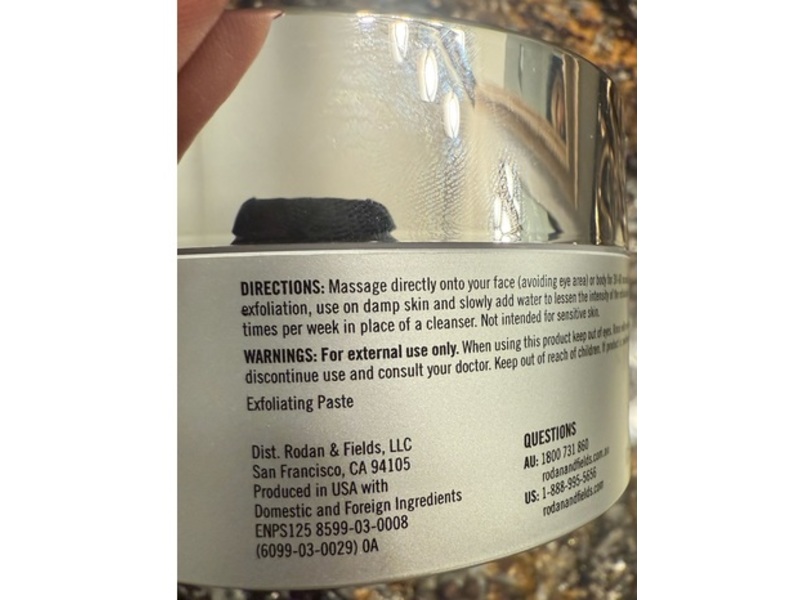 DIRECTIONS: Massage directly onto your face (avoiding eye area) or body for
exfoliation, use on damp skin and slowly add water to lessen the intensity of the
times per week in place of a cleanser. Not intended for sensitive skin.
WARNINGS: For external use only. When using this product keep out of eyes.
discontinue use and consult your doctor. Keep out of reach of children. If product
Exfoliating Paste
Dist. Rodan & Fields, LLC
San Francisco, CA 94105
Produced in USA with
Domestic and Foreign Ingredients
ENPS125 8599-03-0008
(6099-03-0029) 0A
QUESTIONS
AU: 1800 731 860
rodanandfields.com.au
US: 1-888-995-5656
rodanandfields.com